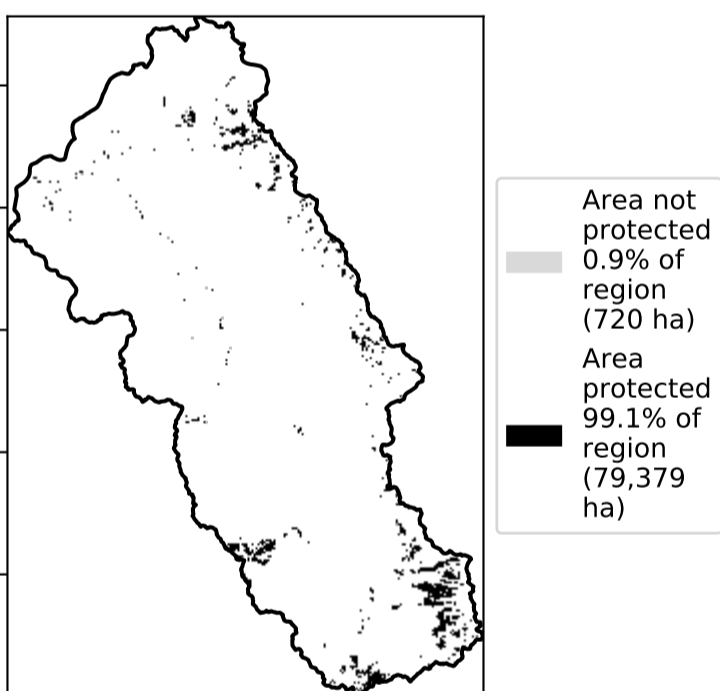 Area not
protected
0.9% of
region
(720 ha)
Area
protected
99.1% of
region
(79,379
ha)